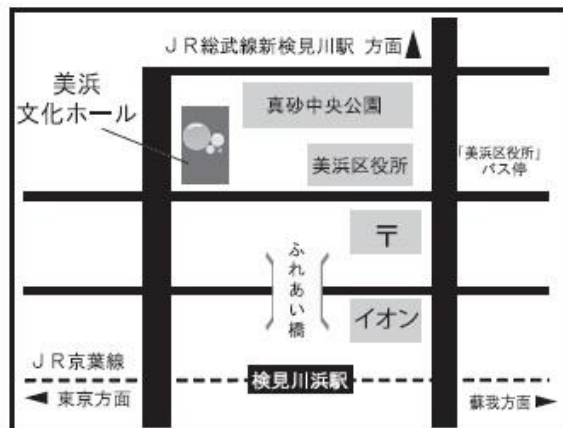 JR総武線新検見川駅 方面▲
美浜
文化ホール
真砂中央公園
美浜区役所
「美浜区役所」
バス停
〒
ふれあい橋
イオン
JR京葉線
検見川浜駅
◀ 東京方面
蘇我方面 ▶